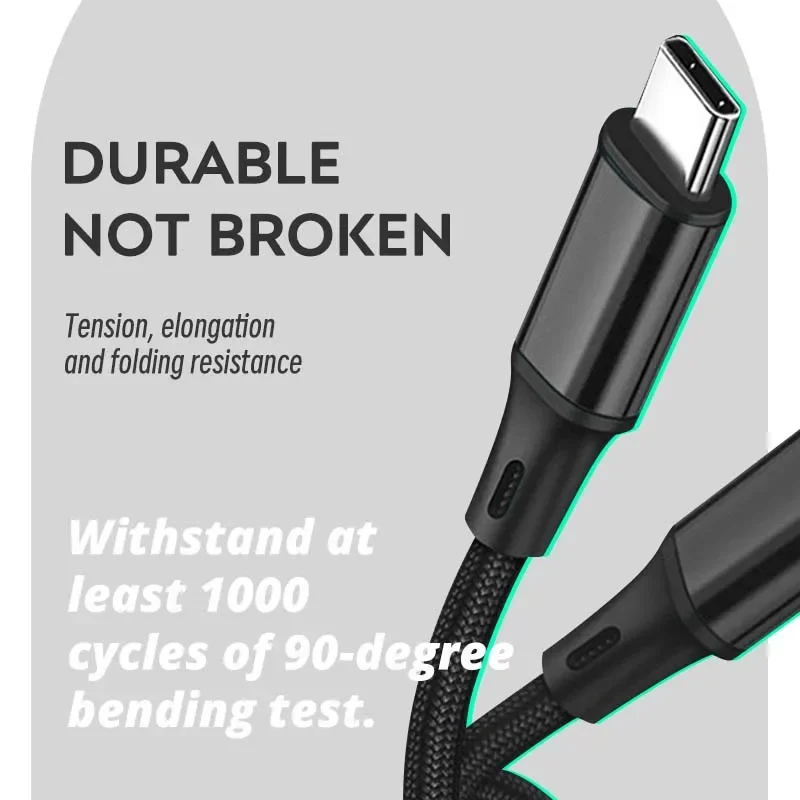 DURABLE
NOT BROKEN
Tension, elongation
and folding resistance
Withstand at
least 1000
cycles of 90-degree
bending test.